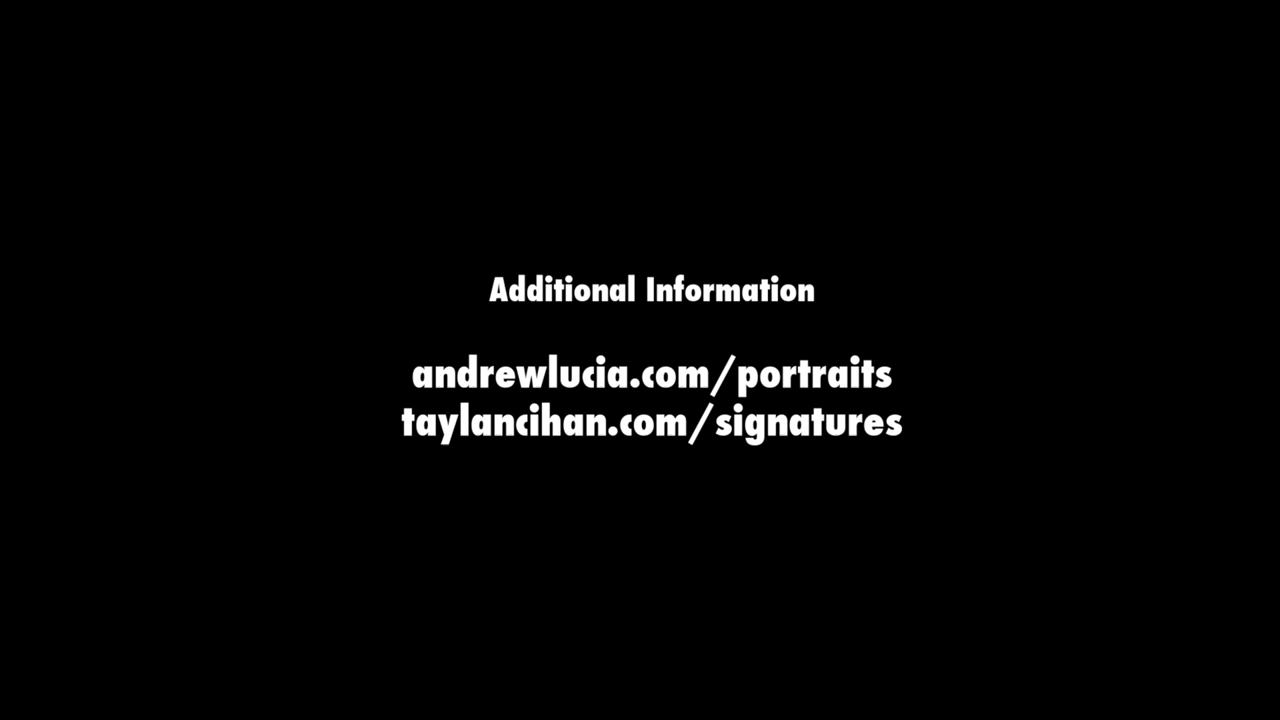 Additional Information
andrewlucia.com/portraits
taylancihan.com/signatures